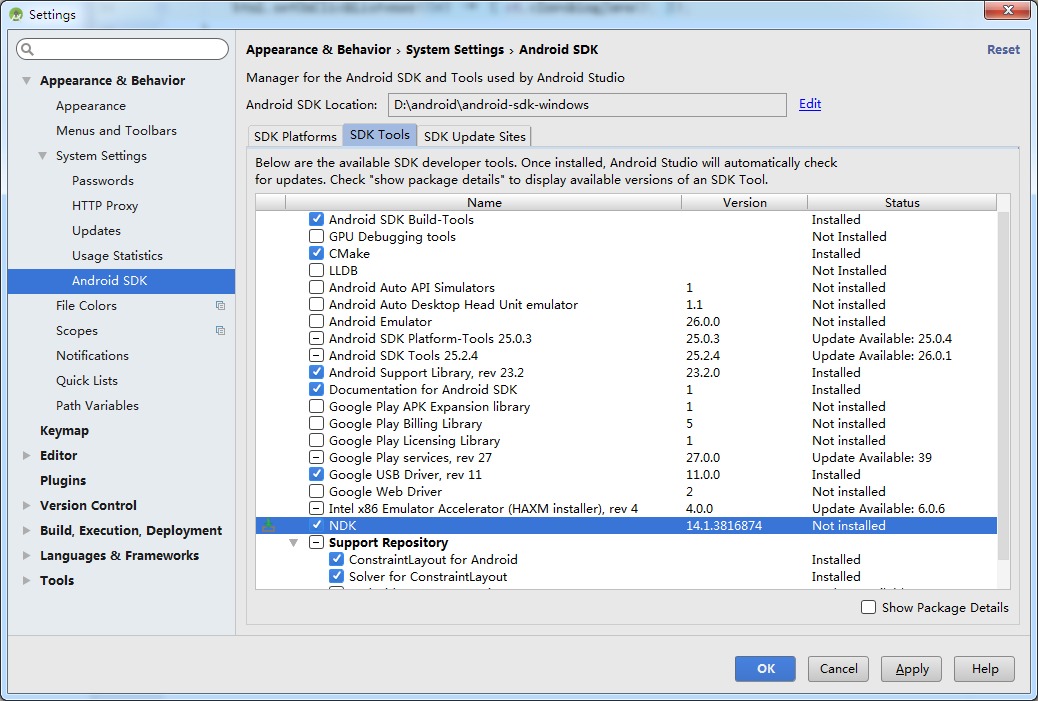 Settings
Appearance & Behavior › System Settings › Android SDK
Reset
Manager for the Android SDK and Tools used by Android Studio
Android SDK Location: D:\android\android-sdk-windows Edit
Appearance & Behavior
Appearance
Menus and Toolbars
System Settings
Passwords
HTTP Proxy
Updates
Usage Statistics
Android SDK
File Colors
Scopes
Notifications
Quick Lists
Path Variables
Keymap
Editor
Plugins
Version Control
Build, Execution, Deployment
Languages & Frameworks
Tools
SDK Platforms SDK Tools SDK Update Sites
Below are the available SDK developer tools. Once installed, Android Studio will automatically check
for updates. Check "show package details" to display available versions of an SDK Tool.
Name Version Status
Android SDK Build-Tools Installed
GPU Debugging tools Not Installed
CMake Installed
LLDB Not Installed
Android Auto API Simulators 1 Not installed
Android Auto Desktop Head Unit emulator 1.1 Not installed
Android Emulator 26.0.0 Not installed
Android SDK Platform-Tools 25.0.3 25.0.3 Update Available: 25.0.4
Android SDK Tools 25.2.4 25.2.4 Update Available: 26.0.1
Android Support Library, rev 23.2 23.2.0 Installed
Documentation for Android SDK 1 Installed
Google Play APK Expansion library 1 Not installed
Google Play Billing Library 5 Not installed
Google Play Licensing Library 1 Not installed
Google Play services, rev 27 27.0.0 Update Available: 39
Google USB Driver, rev 11 11.0.0 Installed
Google Web Driver 2 Not installed
Intel x86 Emulator Accelerator (HAXM installer), rev 4 4.0.0 Update Available: 6.0.6
NDK 14.1.3816874 Not installed
Support Repository
ConstraintLayout for Android Installed
Solver for ConstraintLayout Installed
Show Package Details
OK Cancel Apply Help